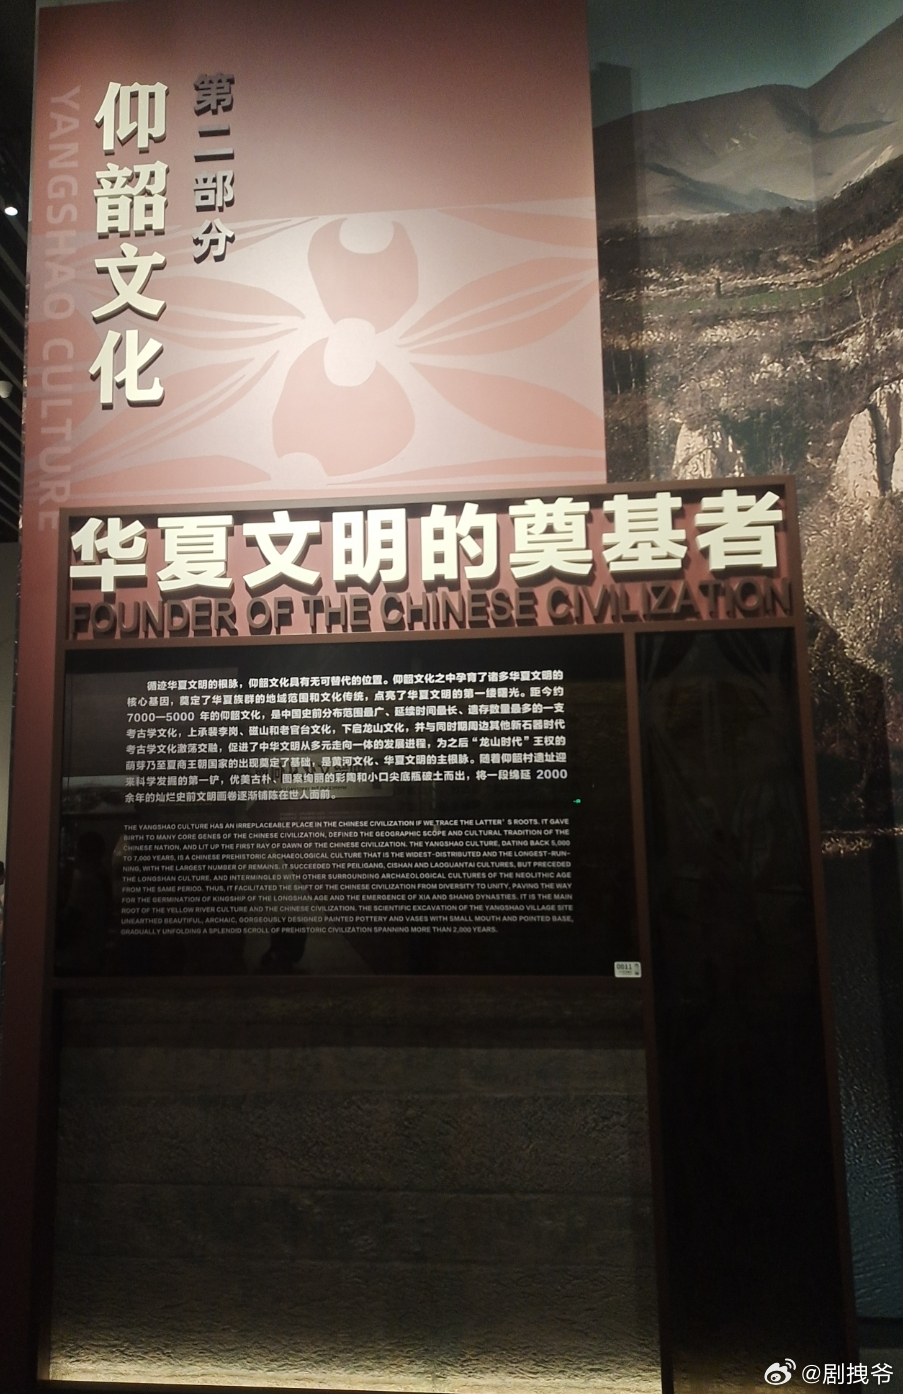 第二部分
仰韶文化
YANGSHAO CULTURE
华夏文明的奠基者
FOUNDER OF THE CHINESE CIVILIZATION
循迹华夏文明的根脉，仰韶文化具有无可替代的位置。仰韶文化之中孕育了诸多华夏文明的
核心基因，奠定了华夏族群的地域范围和文化传统，点亮了华夏文明的第一缕曙光。距今约
7000—5000 年的仰韶文化，是中国史前分布范围最广、延续时间最长、遗存数量最多的一支
考古学文化，上承裴李岗、磁山和老官台文化，下启龙山文化，并与同时期周边其他新石器时代
考古学文化激荡交融，促进了中华文明从多元走向一体的发展进程，为之后“龙山时代”王权的
萌芽乃至夏商王朝国家的出现奠定了基础，是黄河文化、华夏文明的主根脉。随着仰韶村遗址迎
来科学发掘的第一铲，优美古朴、图案绚丽的彩陶和小口尖底瓶破土而出，将一段绵延 2000
余年的灿烂史前文明画卷逐渐铺陈在世人面前。
THE YANGSHAO CULTURE HAS AN IRREPLACEABLE PLACE IN THE CHINESE CIVILIZATION IF WE TRACE THE LATTER' S ROOTS. IT GAVE
BIRTH TO MANY CORE GENES OF THE CHINESE CIVILIZATION, DEFINED THE GEOGRAPHIC SCOPE AND CULTURAL TRADITION OF THE
CHINESE NATION, AND LIT UP THE FIRST RAY OF DAWN OF THE CHINESE CIVILIZATION. THE YANGSHAO CULTURE, DATING BACK 5,000
TO 7,000 YEARS, IS A CHINESE PREHISTORIC ARCHAEOLOGICAL CULTURE THAT IS THE WIDEST-DISTRIBUTED AND THE LONGEST-RUN-
NING, WITH THE LARGEST NUMBER OF REMAINS. IT SUCCEEDED THE PEILIGANG, CISHAN AND LAOGUANTAI CULTURES, BUT PRECEDED
THE LONGSHAN CULTURE, AND INTERMINGLED WITH OTHER SURROUNDING ARCHAEOLOGICAL CULTURES OF THE NEOLITHIC AGE
FROM THE SAME PERIOD. THUS, IT FACILITATED THE SHIFT OF THE CHINESE CIVILIZATION FROM DIVERSITY TO UNITY, PAVING THE WAY
FOR THE GERMINATION OF KINGSHIP OF THE LONGSHAN AGE AND THE EMERGENCE OF XIA AND SHANG DYNASTIES. IT IS THE MAIN
ROOT OF THE YELLOW RIVER CULTURE AND THE CHINESE CIVILIZATION. THE SCIENTIFIC EXCAVATION OF THE YANGSHAO VILLAGE SITE
UNEARTHED BEAUTIFUL, ARCHAIC, GORGEOUSLY DESIGNED PAINTED POTTERY AND VASES WITH SMALL MOUTH AND POINTED BASE,
GRADUALLY UNFOLDING A SPLENDID SCROLL OF PREHISTORIC CIVILIZATION SPANNING MORE THAN 2,000 YEARS.
0011
@剧拽爷